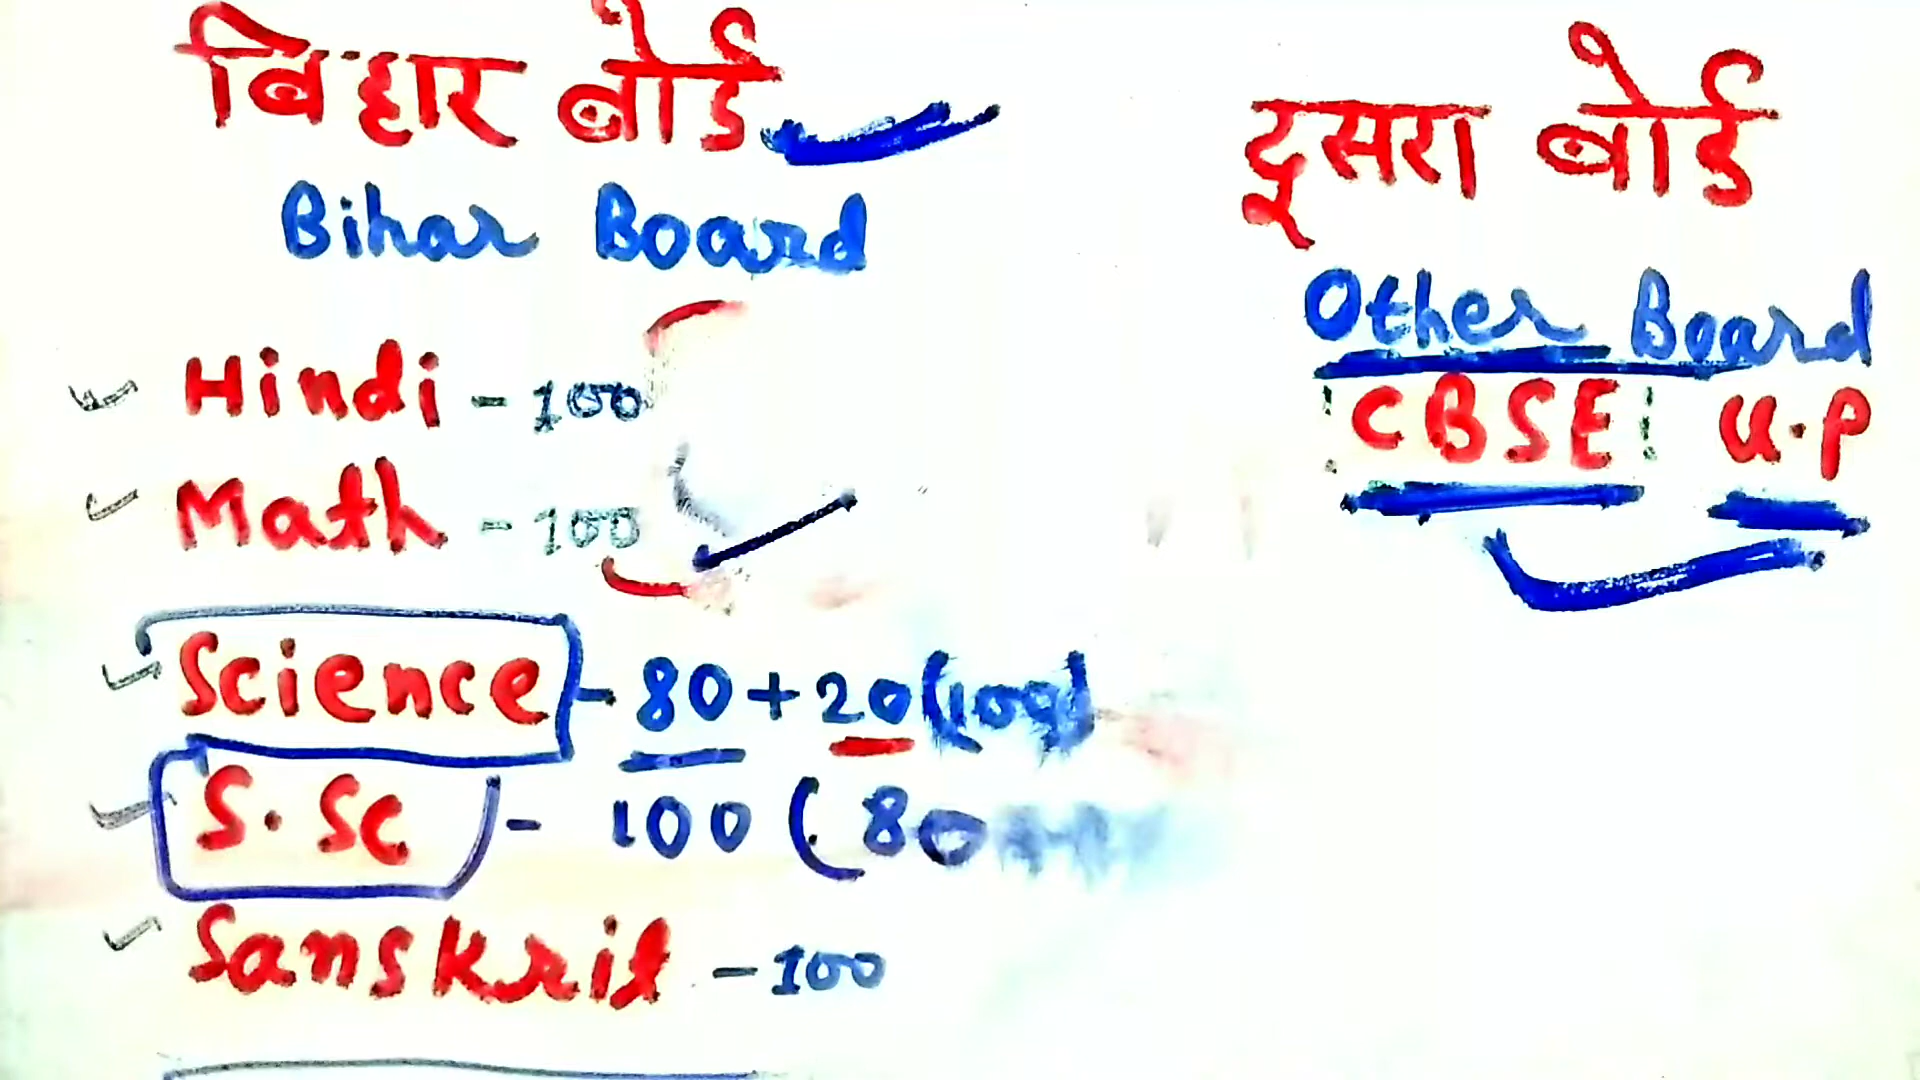 बिहार बोर्ड
Bihar Board
Hindi - 100
Math - 100
Science - 80 + 20 (100)
S. Sc - 100 ( 80
Sanskrit - 100
दूसरा बोर्ड
Other Board
CBSE U.P